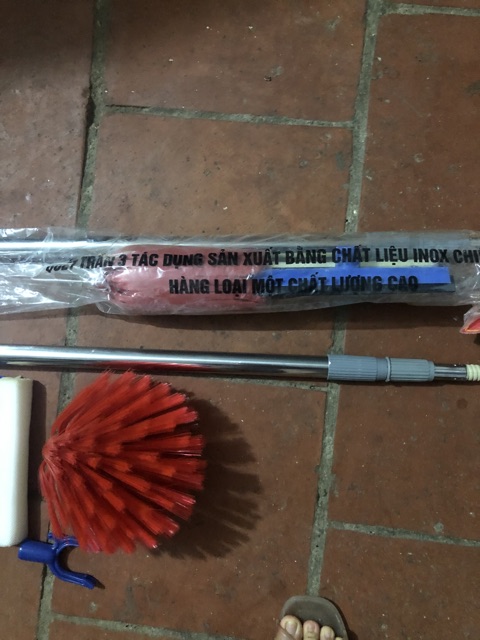 QUÉT TRẦN 3 TÁC DỤNG SẢN XUẤT BẰNG CHẤT LIỆU INOX
HÀNG LOẠI MỘT CHẤT LƯỢNG CAO